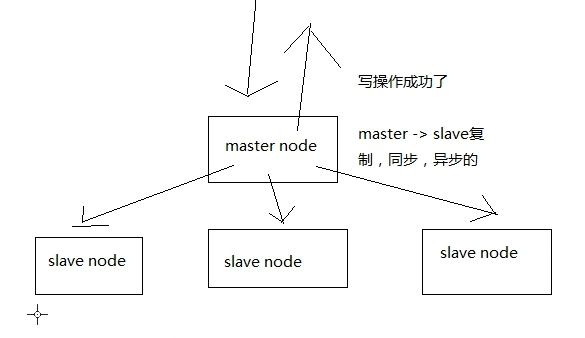 写操作成功了
master node
master -> slave复
制，同步，异步的
slave node
slave node
slave node